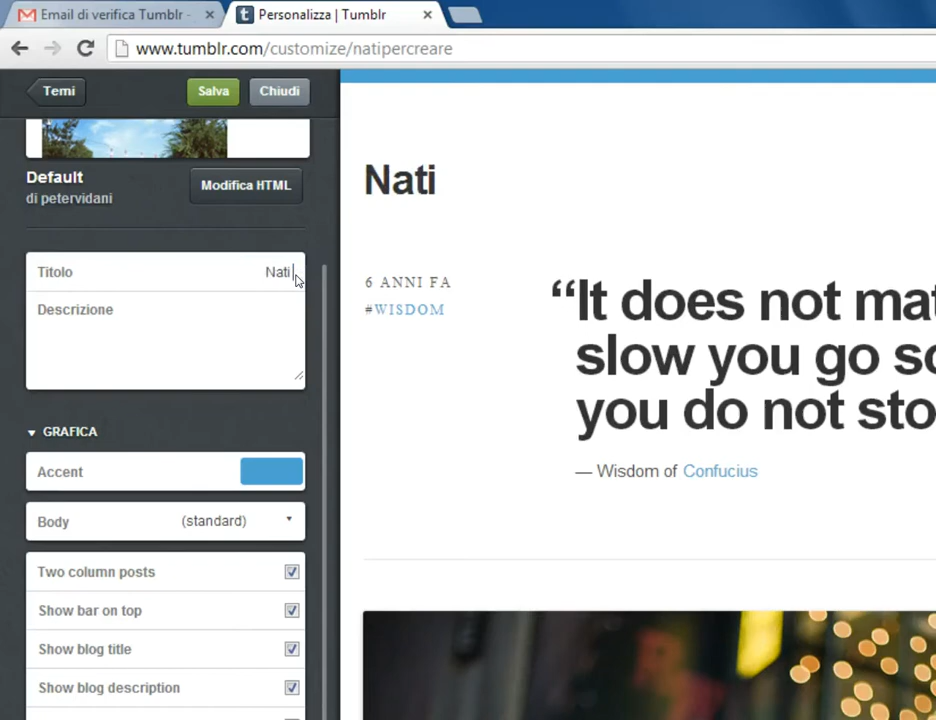 Email di verifica Tumblr -
Personalizza | Tumblr
www.tumblr.com/customize/natipercreare
Temi
Salva
Chiudi
Default
di petervidani
Modifica HTML
Titolo Nati
Descrizione
GRAFICA
Accent
Body (standard)
Two column posts
Show bar on top
Show blog title
Show blog description
Nati
6 ANNI FA
#WISDOM
“It does not mat
slow you go so
you do not sto
— Wisdom of Confucius